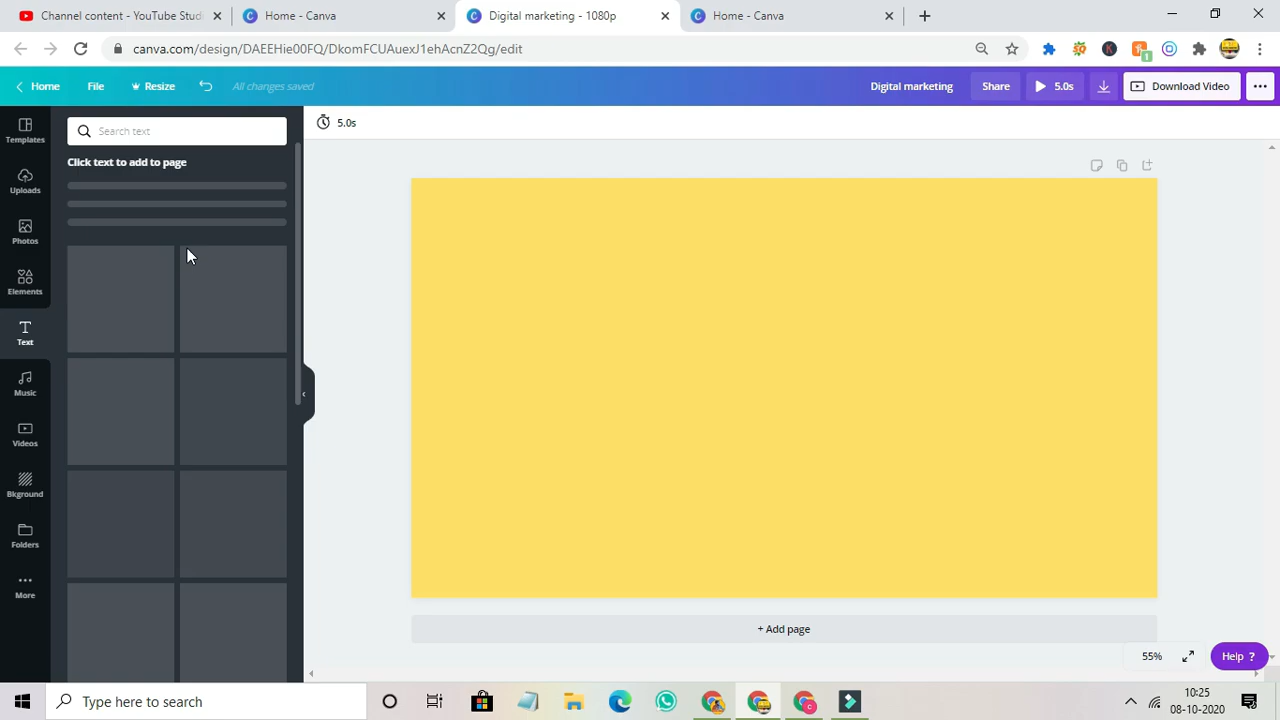 Channel content - YouTube Studi
Home - Canva
Digital marketing - 1080p
Home - Canva
canva.com/design/DAEEHie00FQ/DkomFCUAuexJ1ehAcnZ2Qg/edit
1
Home
File
Resize
All changes saved
Digital marketing
Share
5.0s
Download Video
Templates
Uploads
Photos
Elements
Text
Music
Videos
Bkground
Folders
More
Search text
Click text to add to page
5.0s
+ Add page
55%
Help ?
Type here to search
10:25
08-10-2020